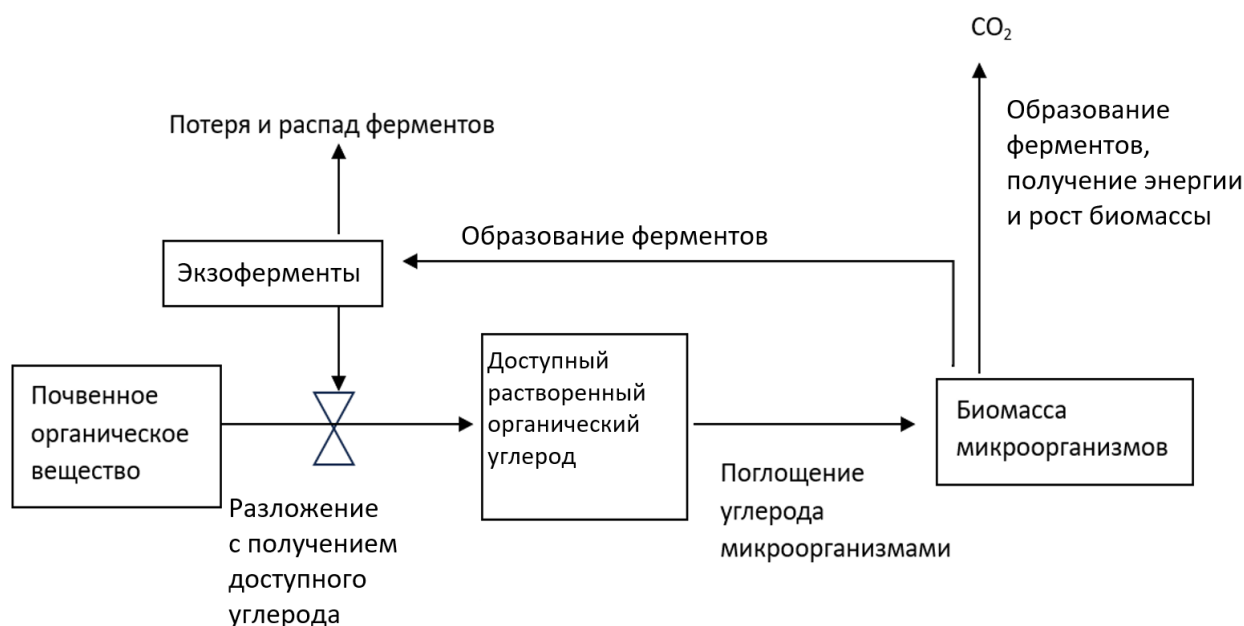 CO₂
Образование
ферментов,
получение энергии
и рост биомассы
Потеря и распад ферментов
Образование ферментов
Экзоферменты
Доступный
растворенный
органический
углерод
Почвенное
органическое
вещество
Биомасса
микроорганизмов
Поглощение
углерода
микроорганизмами
Разложение
с получением
доступного
углерода